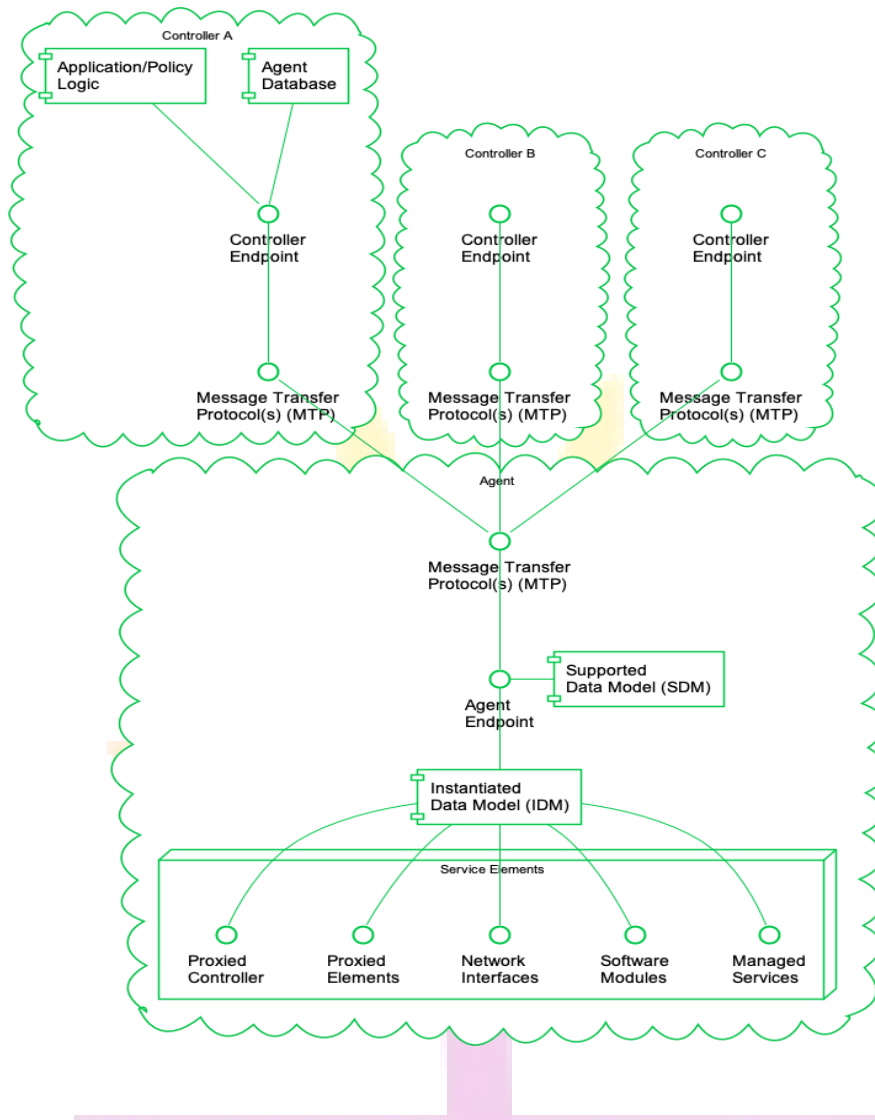 Controller A
Application/Policy
Logic
Agent
Database
Controller
Endpoint
Message Transfer
Protocol(s) (MTP)
Controller B
Controller
Endpoint
Message Transfer
Protocol(s) (MTP)
Controller C
Controller
Endpoint
Message Transfer
Protocol(s) (MTP)
Agent
Message Transfer
Protocol(s) (MTP)
Agent
Endpoint
Supported
Data Model (SDM)
Instantiated
Data Model (IDM)
Service Elements
Proxied
Controller
Proxied
Elements
Network
Interfaces
Software
Modules
Managed
Services